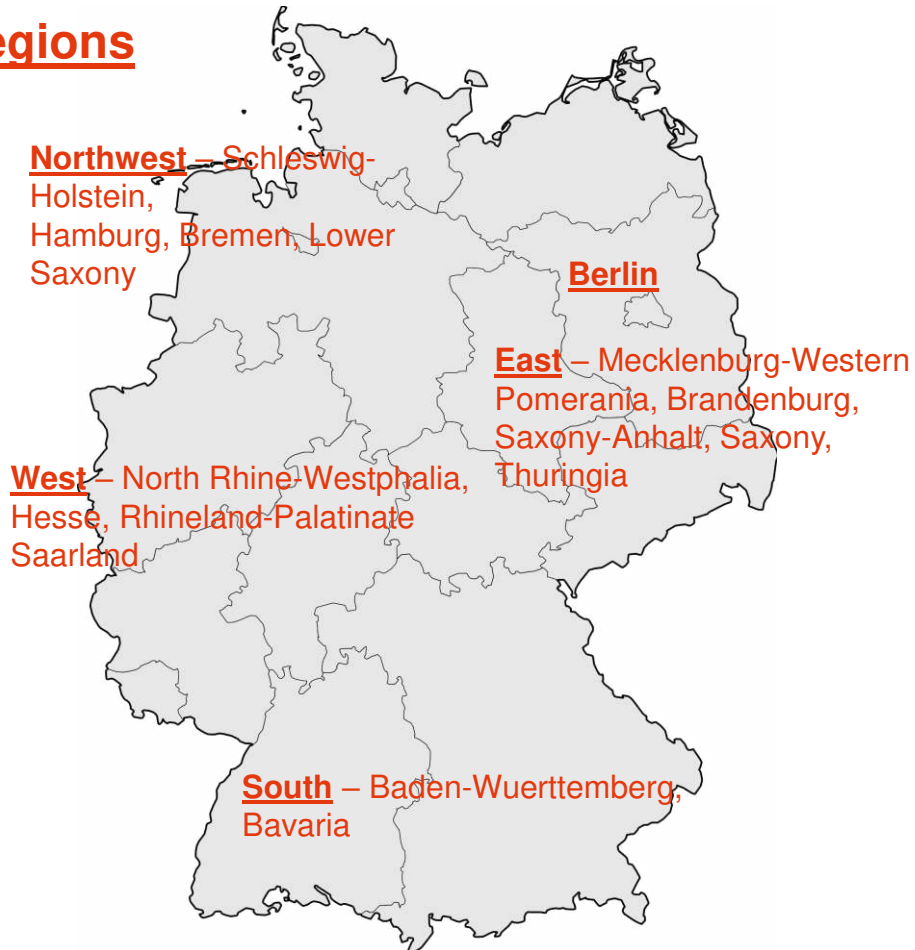 egions
Northwest – Schleswig-
Holstein,
Hamburg, Bremen, Lower
Saxony
Berlin
East – Mecklenburg-Western
Pomerania, Brandenburg,
Saxony-Anhalt, Saxony,
Thuringia
West – North Rhine-Westphalia,
Hesse, Rhineland-Palatinate
Saarland
South – Baden-Wuerttemberg,
Bavaria